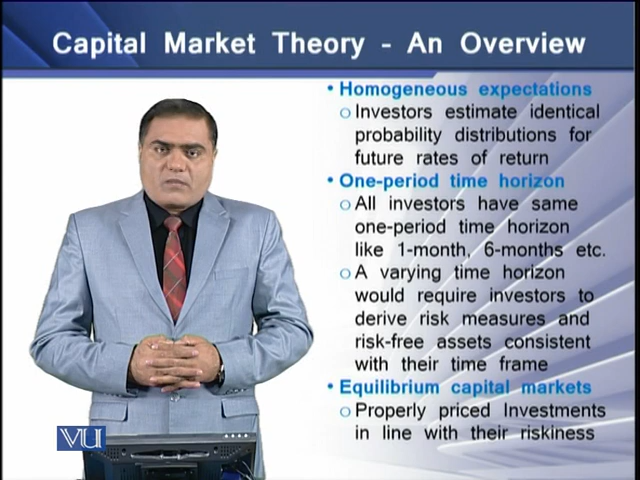 Capital Market Theory - An Overview
• Homogeneous expectations
o Investors estimate identical
probability distributions for
future rates of return
• One-period time horizon
o All investors have same
one-period time horizon
like 1-month, 6-months etc.
o A varying time horizon
would require investors to
derive risk measures and
risk-free assets consistent
with their time frame
• Equilibrium capital markets
o Properly priced Investments
in line with their riskiness
VU